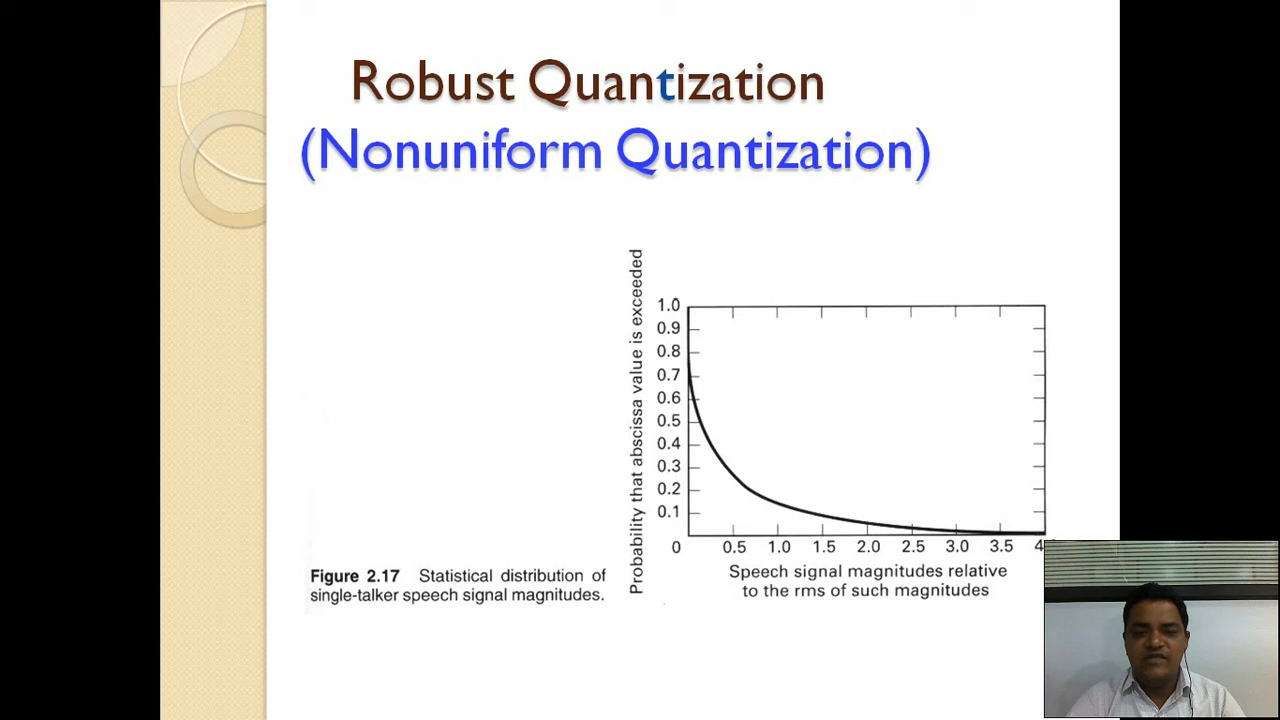 Robust Quantization
(Nonuniform Quantization)
Probability that abscissa value is exceeded
1.0
0.9
0.8
0.7
0.6
0.5
0.4
0.3
0.2
0.1
0 0.5 1.0 1.5 2.0 2.5 3.0 3.5 4
Speech signal magnitudes relative
to the rms of such magnitudes
Figure 2.17 Statistical distribution of
single-talker speech signal magnitudes.